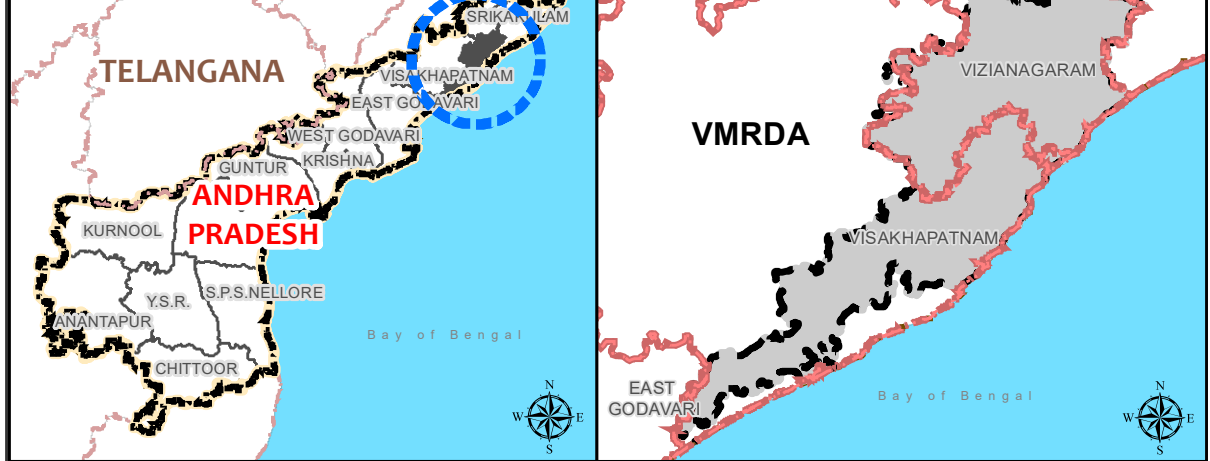 SRIKAKULAM
TELANGANA
VISAKHAPATNAM
EAST GODAVARI
WEST GODAVARI
KRISHNA
GUNTUR
ANDHRA
PRADESH
KURNOOL
S.P.S.NELLORE
Y.S.R.
ANANTAPUR
Bay of Bengal
CHITTOOR
N
W E
S
VIZIANAGARAM
VMRDA
VISAKHAPATNAM
EAST
GODAVARI
Bay of Bengal
N
W E
S